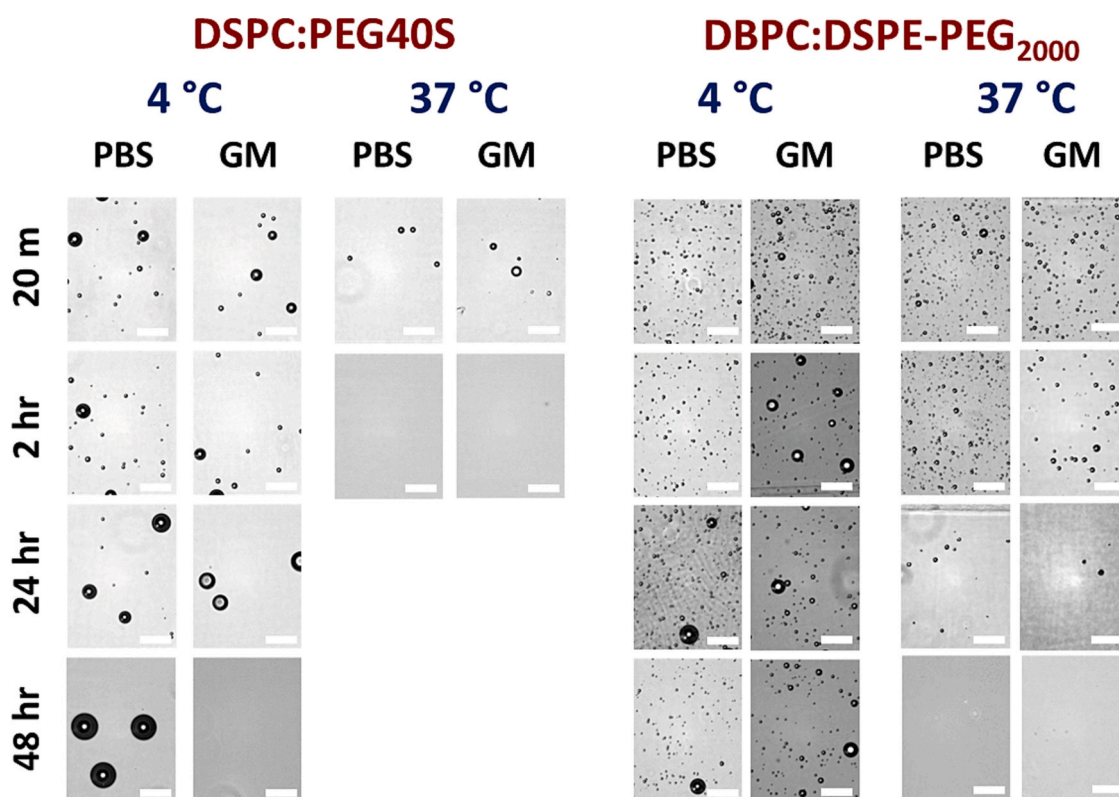 DSPC:PEG40S DBPC:DSPE-PEG₂₀₀₀
4 °C 37 °C 4 °C 37 °C
PBS GM PBS GM PBS GM PBS GM
20 m
2 hr
24 hr
48 hr